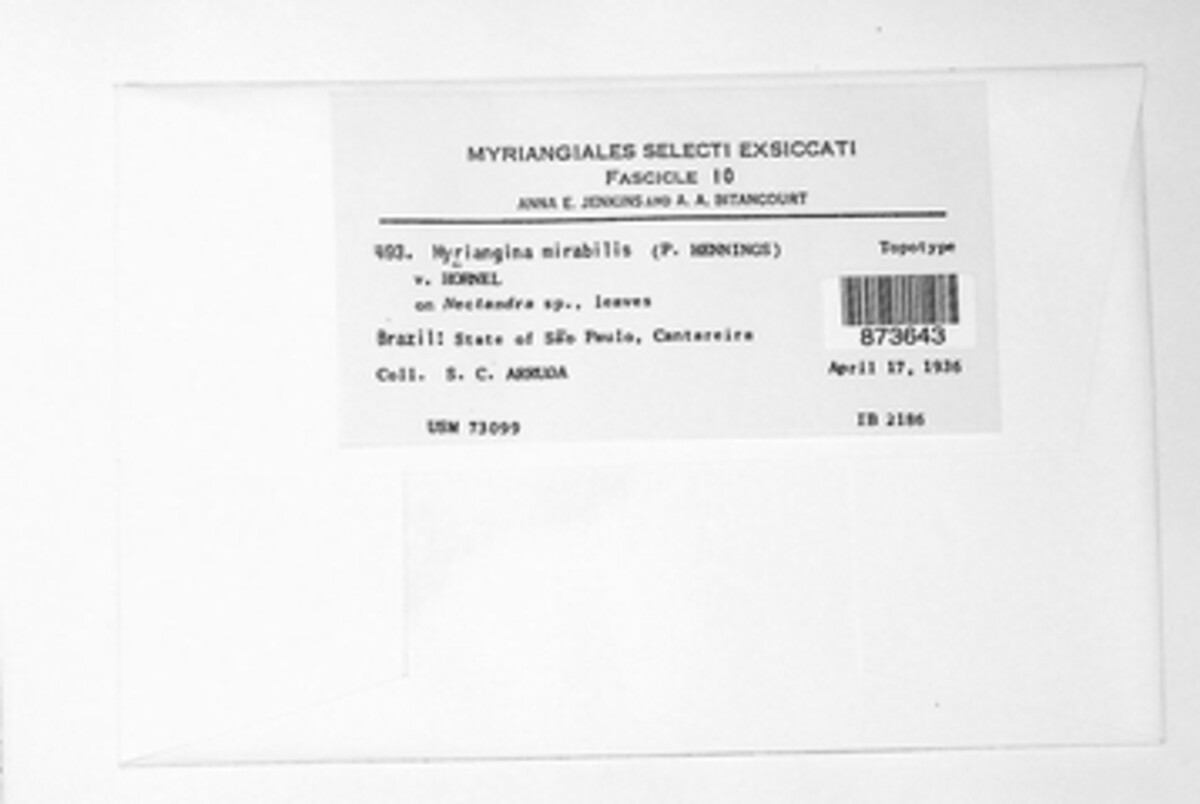 MYRIANGIALES SELECTI EXSICCATI
FASCICLE 10
ANNA E. JENKINS AND A. A. BITANCOURT
493. Myriangina mirabilis (P. HENNINGS) Topotype
v. HOHNEL
on Nectandra sp., leaves
873643
Brazil: State of São Paulo, Cantareira
Coll. S. C. ARRUDA April 17, 1936
USM 73099 IB 2186